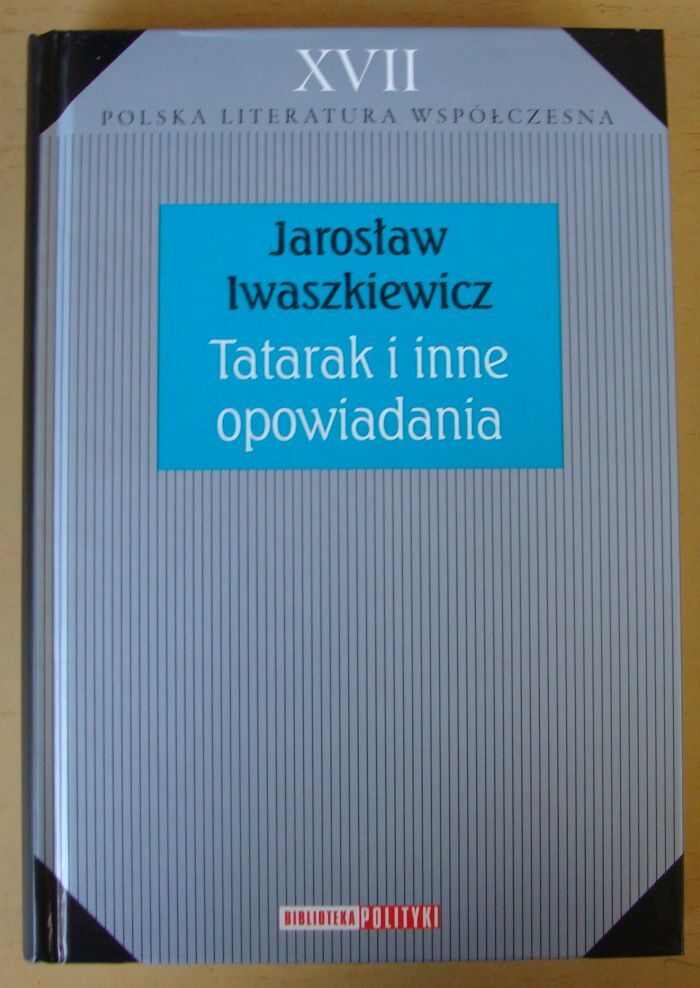 XVII
POLSKA LITERATURA WSPÓŁCZESNA
Jarosław
Iwaszkiewicz
Tatarak i inne
opowiadania
BIBLIOTEKA POLITYKI